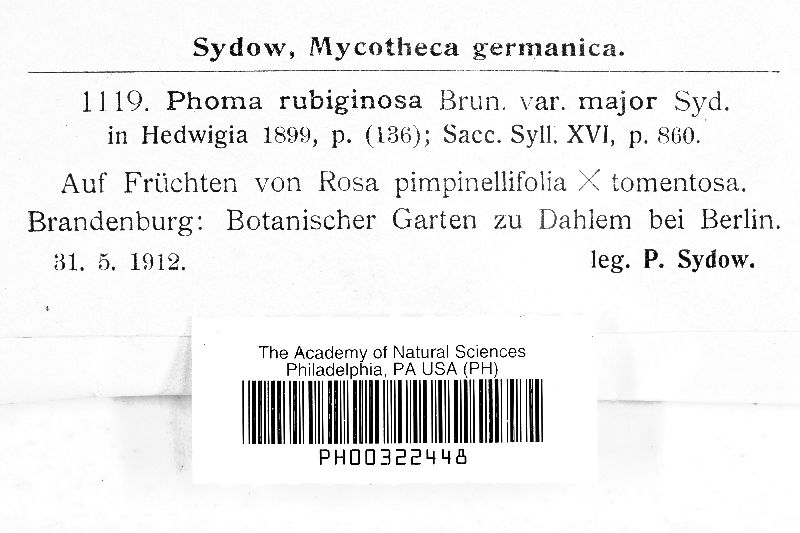 Sydow, Mycotheca germanica.
1119. Phoma rubiginosa Brun. var. major Syd.
in Hedwigia 1899, p. (136); Sacc. Syll. XVI, p. 860.
Auf Früchten von Rosa pimpinellifolia × tomentosa.
Brandenburg: Botanischer Garten zu Dahlem bei Berlin.
31. 5. 1912. leg. P. Sydow.
The Academy of Natural Sciences
Philadelphia, PA USA (PH)
PH00322448